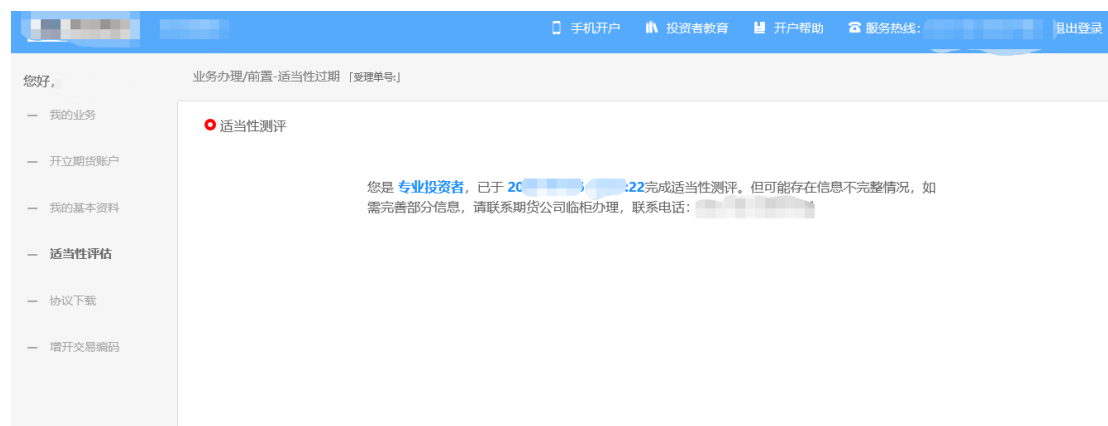 手机开户 投资者教育 开户帮助 服务热线: 退出登录
您好,
业务办理/前置-适当性过期 「受理单号:」
我的业务
适当性测评
开立期货账户
您是 专业投资者，已于 20 :22完成适当性测评。但可能存在信息不完整情况，如
需完善部分信息，请联系期货公司临柜办理，联系电话：
我的基本资料
适当性评估
协议下载
增开交易编码